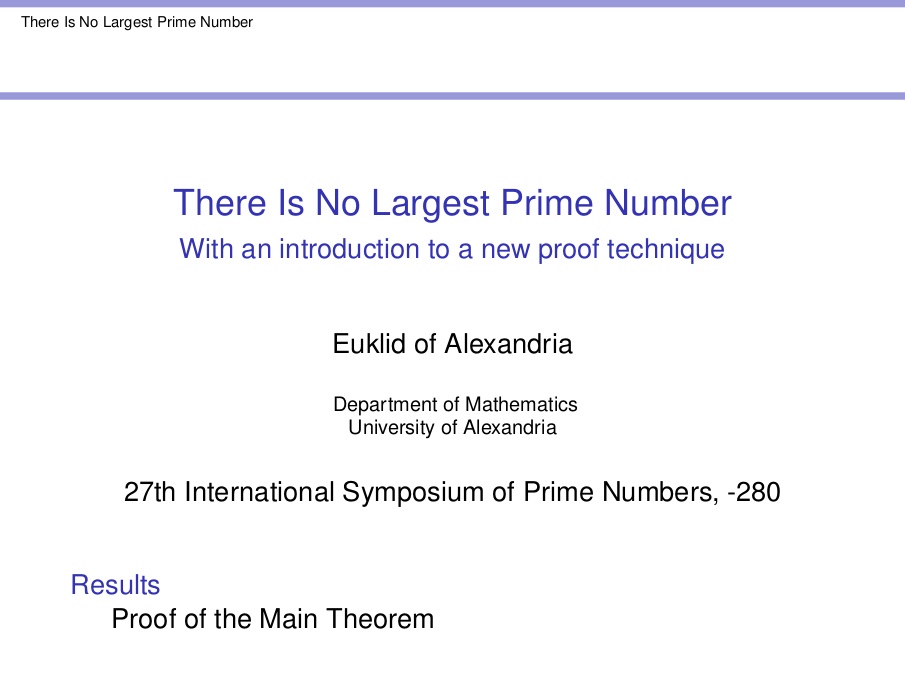 There Is No Largest Prime Number
There Is No Largest Prime Number
With an introduction to a new proof technique
Euklid of Alexandria
Department of Mathematics
University of Alexandria
27th International Symposium of Prime Numbers, -280
Results
Proof of the Main Theorem